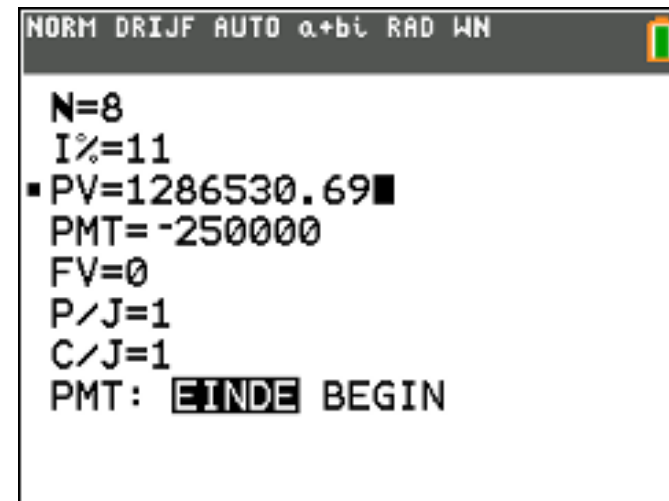 NORM DRIJF AUTO a+bi RAD WN
N=8
I%=11
▪PV=1286530.69
PMT=-250000
FV=0
P/J=1
C/J=1
PMT: EINDE BEGIN